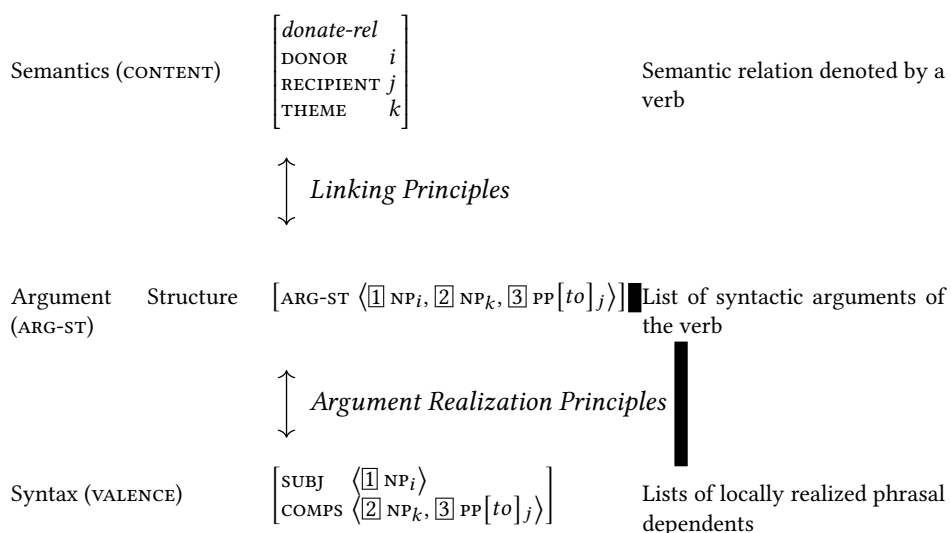 donate-rel
DONOR i
Semantics (CONTENT) RECIPIENT j Semantic relation denoted by a
THEME k verb
Linking Principles
Argument Structure [ARG-ST ⟨1 NPi, 2 NPk, 3 PP[to]j⟩] List of syntactic arguments of
(ARG-ST) the verb
Argument Realization Principles
SUBJ ⟨1 NPi⟩
Syntax (VALENCE) COMPS ⟨2 NPk, 3 PP[to]j⟩ Lists of locally realized phrasal
dependents